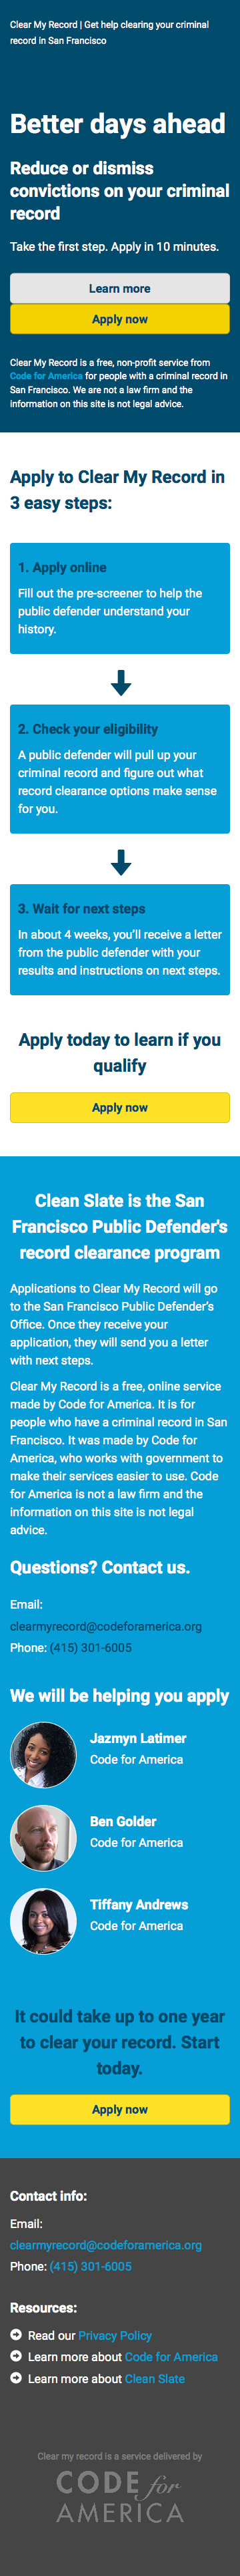 Clear My Record | Get help clearing your criminal
record in San Francisco
Better days ahead
Reduce or dismiss
convictions on your criminal
record
Take the first step. Apply in 10 minutes.
Learn more
Apply now
Clear My Record is a free, non-profit service from
Code for America for people with a criminal record in
San Francisco. We are not a law firm and the
information on this site is not legal advice.
Apply to Clear My Record in
3 easy steps:
1. Apply online
Fill out the pre-screener to help the
public defender understand your
history.
2. Check your eligibility
A public defender will pull up your
criminal record and figure out what
record clearance options make sense
for you.
3. Wait for next steps
In about 4 weeks, you'll receive a letter
from the public defender with your
results and instructions on next steps.
Apply today to learn if you
qualify
Apply now
Clean Slate is the San
Francisco Public Defender's
record clearance program
Applications to Clear My Record will go
to the San Francisco Public Defender's
Office. Once they receive your
application, they will send you a letter
with next steps.
Clear My Record is a free, online service
made by Code for America. It is for
people who have a criminal record in San
Francisco. It was made by Code for
America, who works with government to
make their services easier to use. Code
for America is not a law firm and the
information on this site is not legal
advice.
Questions? Contact us.
Email:
clearmyrecord@codeforamerica.org
Phone: (415) 301-6005
We will be helping you apply
Jazmyn Latimer
Code for America
Ben Golder
Code for America
Tiffany Andrews
Code for America
It could take up to one year
to clear your record. Start
today.
Apply now
Contact info:
Email:
clearmyrecord@codeforamerica.org
Phone: (415) 301-6005
Resources:
Read our Privacy Policy
Learn more about Code for America
Learn more about Clean Slate
Clear my record is a service delivered by
CODE for
AMERICA